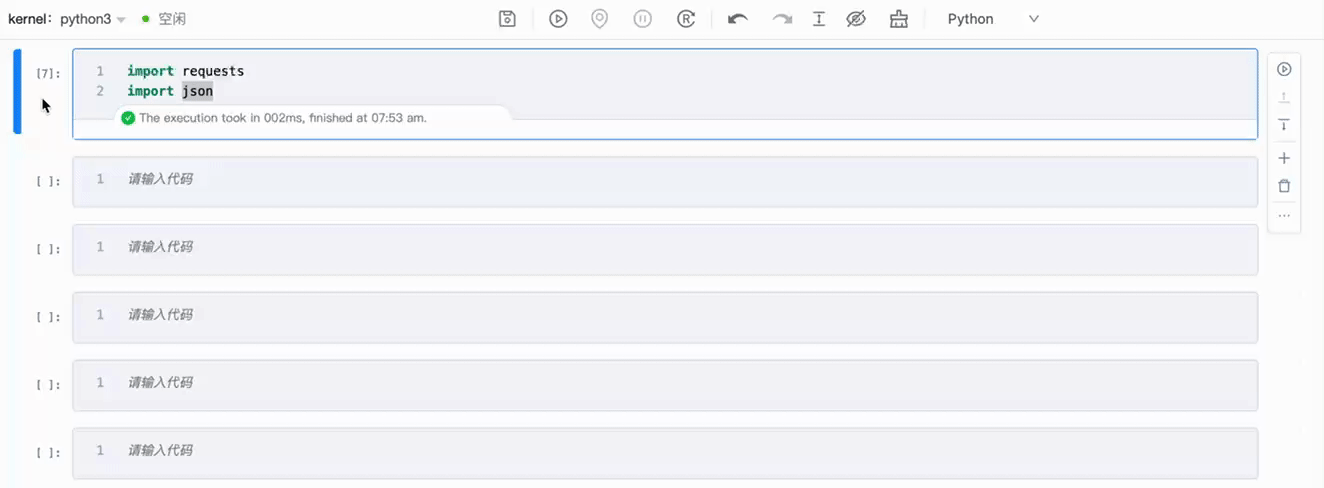 kernel: python3 空闲 Python
[7]:
1 import requests
2 import json
The execution took in 002ms, finished at 07:53 am.
[ ]: 1 请输入代码
[ ]: 1 请输入代码
[ ]: 1 请输入代码
[ ]: 1 请输入代码
[ ]: 1 请输入代码